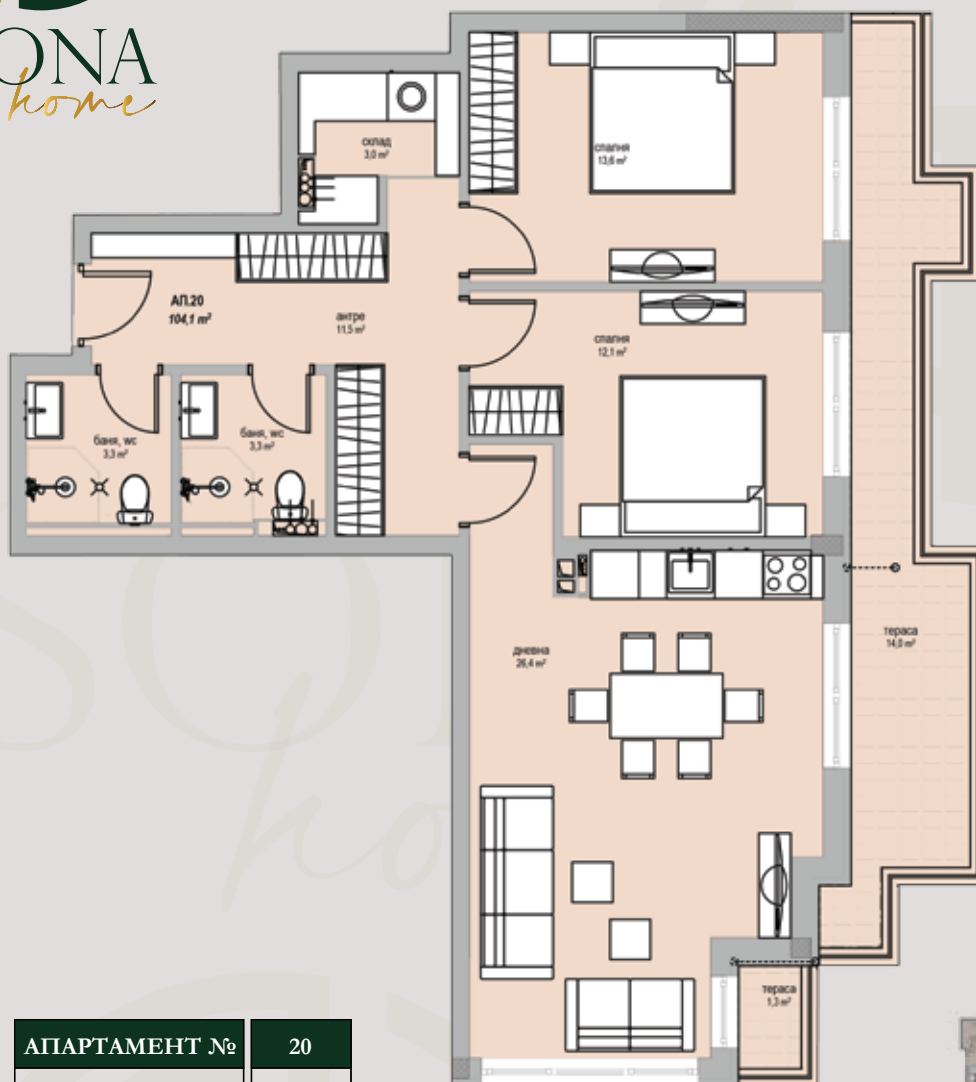 ONA
home
склад
3,0 m²
спалня
13,6 m²
АП.20
104,1 m²
антре
11,5 m²
спалня
12,1 m²
баня, wc
3,3 m²
баня, wc
3,3 m²
дневна
26,4 m²
тераса
14,0 m²
тераса
1,3 m²
АПАРТАМЕНТ № 20